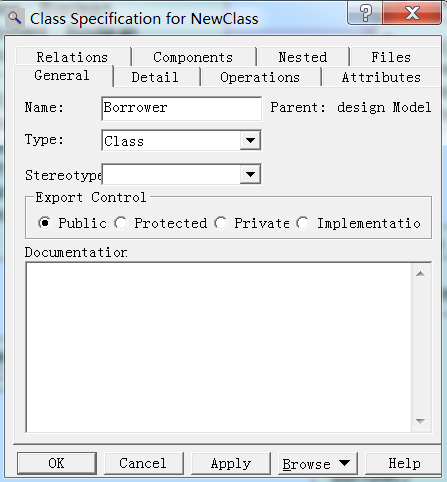 Class Specification for NewClass
Relations Components Nested Files
General Detail Operations Attributes
Name: Borrower Parent: design Model
Type: Class
Stereotype
Export Control
Public Protected Private Implementatio
Documentation
OK Cancel Apply Browse Help